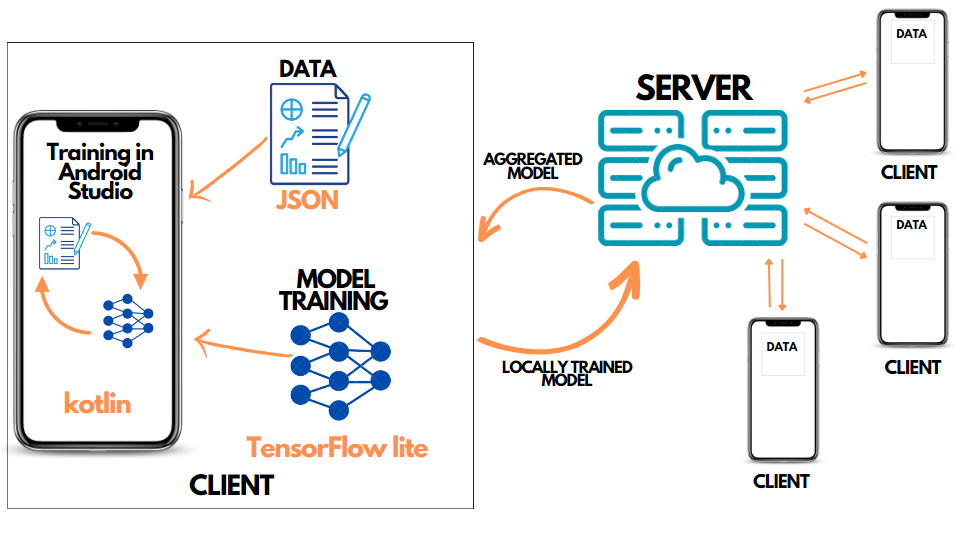 DATA
JSON
Training in
Android
Studio
kotlin
MODEL
TRAINING
TensorFlow lite
CLIENT
AGGREGATED
MODEL
LOCALLY TRAINED
MODEL
SERVER
DATA
CLIENT
DATA
CLIENT
DATA
CLIENT